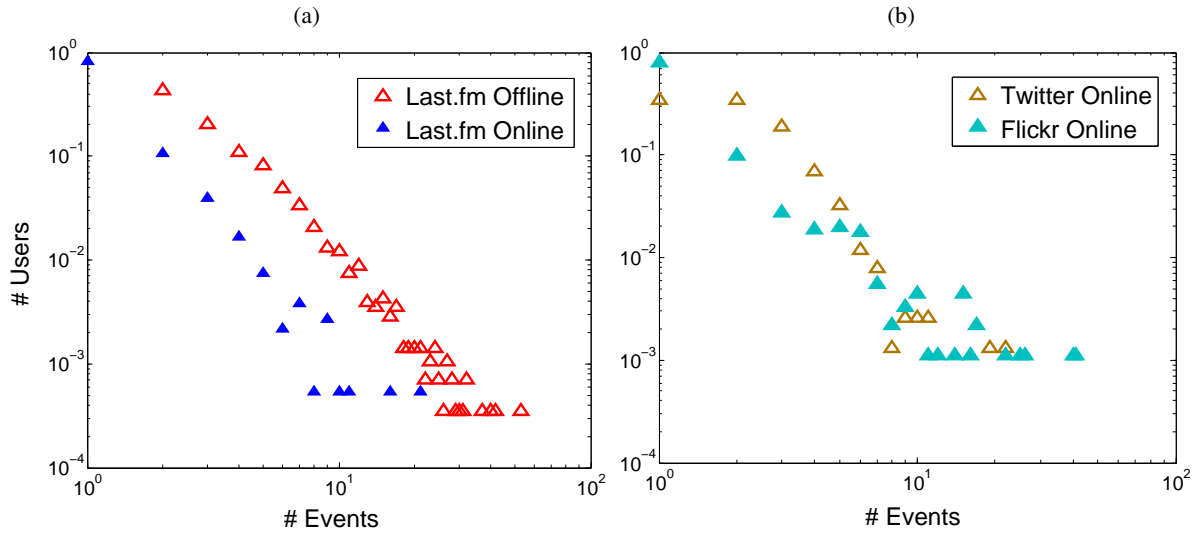 (a)
10^0
10^-1
10^-2
10^-3
10^-4
# Users
Last.fm Offline
Last.fm Online
10^0
10^1
10^2
# Events
(b)
10^0
10^-1
10^-2
10^-3
10^-4
Twitter Online
Flickr Online
10^0
10^1
10^2
# Events